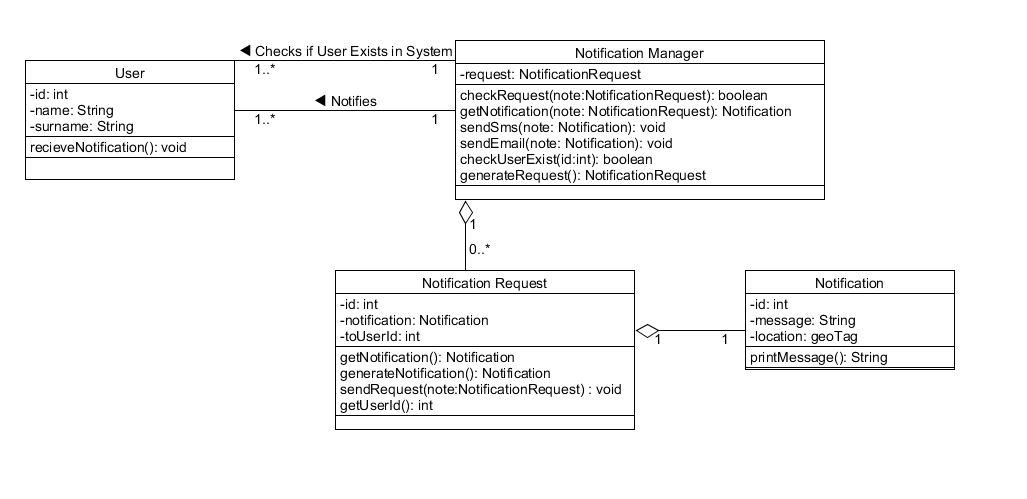 ◀ Checks if User Exists in System
1..*
1
◀ Notifies
1..*
1
User
-id: int
-name: String
-surname: String
recieveNotification(): void
Notification Manager
-request: NotificationRequest
checkRequest(note:NotificationRequest): boolean
getNotification(note: NotificationRequest): Notification
sendSms(note: Notification): void
sendEmail(note: Notification): void
checkUserExist(id:int): boolean
generateRequest(): NotificationRequest
1
0..*
Notification Request
-id: int
-notification: Notification
-toUserId: int
getNotification(): Notification
generateNotification(): Notification
sendRequest(note:NotificationRequest) : void
getUserId(): int
1
1
Notification
-id: int
-message: String
-location: geoTag
printMessage(): String